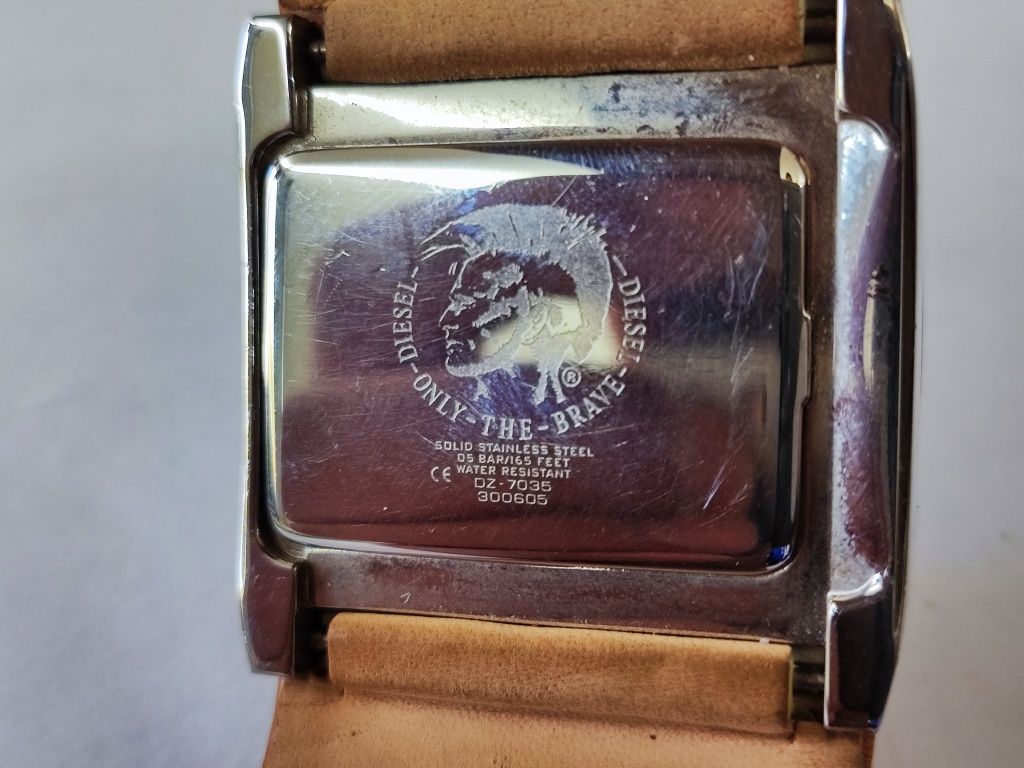 DIESEL - ONLY - THE - BRAVE - DIESEL
®
SOLID STAINLESS STEEL
05 BAR/165 FEET
CE WATER RESISTANT
DZ-7035
300605